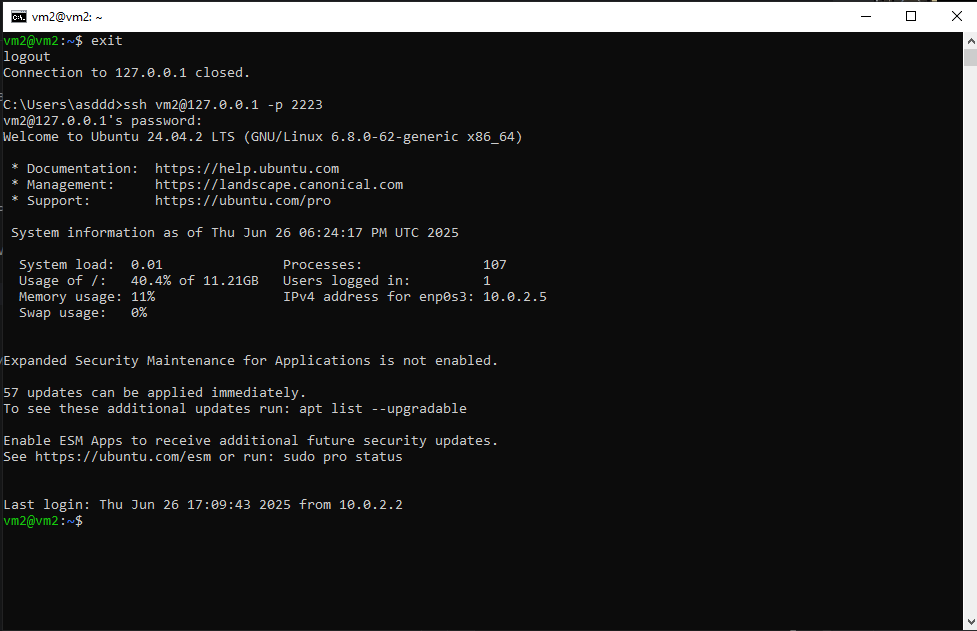 vm2@vm2: ~
vm2@vm2:~$ exit
logout
Connection to 127.0.0.1 closed.
C:\Users\asddd>ssh vm2@127.0.0.1 -p 2223
vm2@127.0.0.1's password:
Welcome to Ubuntu 24.04.2 LTS (GNU/Linux 6.8.0-62-generic x86_64)
* Documentation:  https://help.ubuntu.com
* Management:     https://landscape.canonical.com
* Support:        https://ubuntu.com/pro
System information as of Thu Jun 26 06:24:17 PM UTC 2025
System load:  0.01               Processes:               107
Usage of /:   40.4% of 11.21GB   Users logged in:         1
Memory usage: 11%                IPv4 address for enp0s3: 10.0.2.5
Swap usage:   0%
Expanded Security Maintenance for Applications is not enabled.
57 updates can be applied immediately.
To see these additional updates run: apt list --upgradable
Enable ESM Apps to receive additional future security updates.
See https://ubuntu.com/esm or run: sudo pro status
Last login: Thu Jun 26 17:09:43 2025 from 10.0.2.2
vm2@vm2:~$